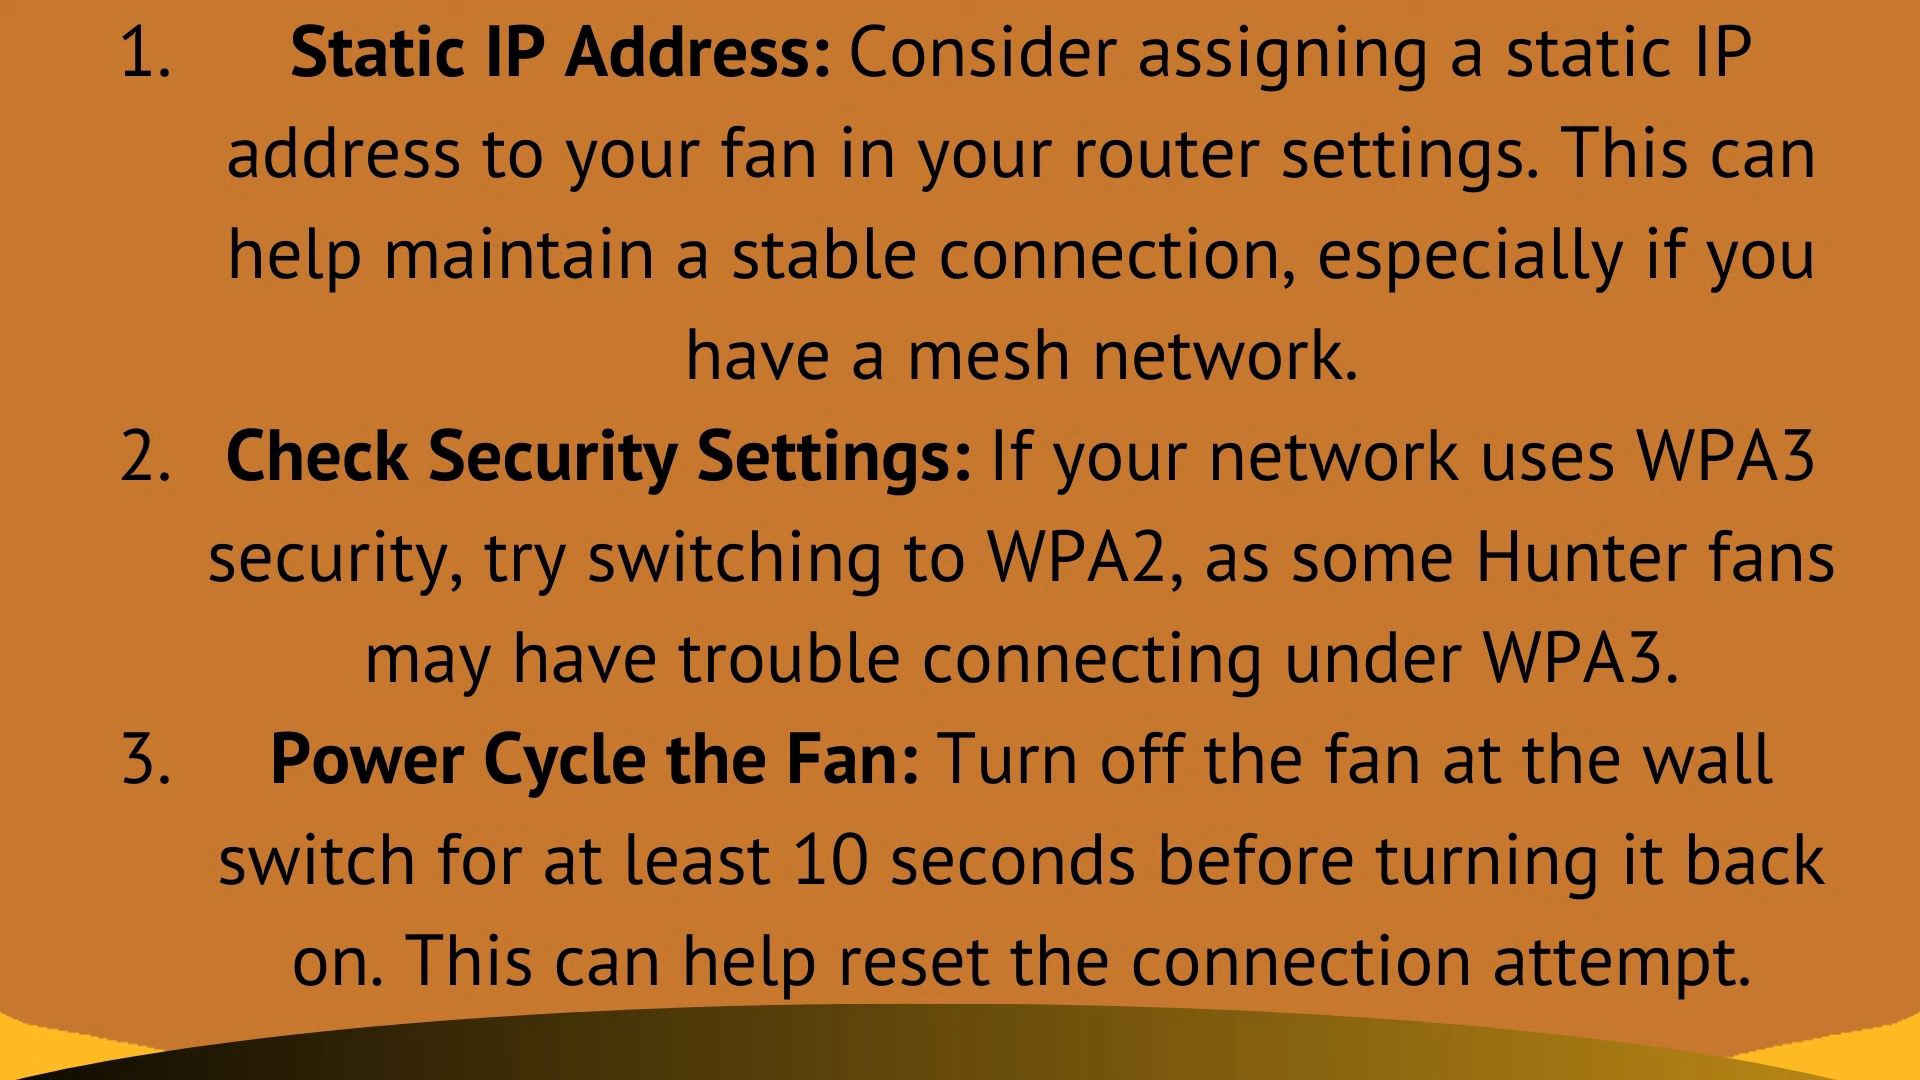 1. Static IP Address: Consider assigning a static IP
address to your fan in your router settings. This can
help maintain a stable connection, especially if you
have a mesh network.
2. Check Security Settings: If your network uses WPA3
security, try switching to WPA2, as some Hunter fans
may have trouble connecting under WPA3.
3. Power Cycle the Fan: Turn off the fan at the wall
switch for at least 10 seconds before turning it back
on. This can help reset the connection attempt.